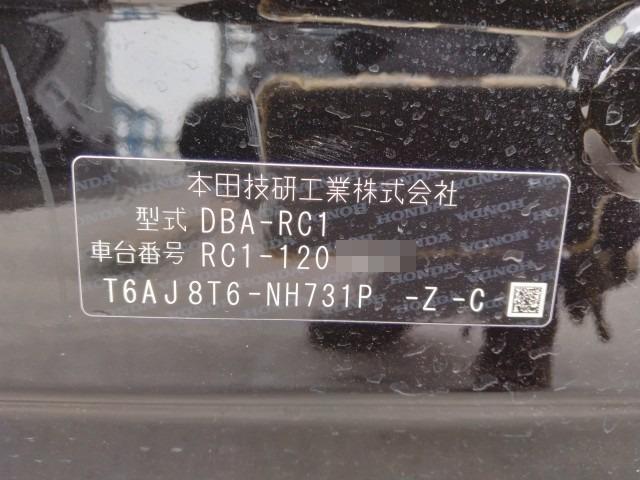 本田技研工業株式会社
型式 DBA-RC1
車台番号 RC1-120
T6AJ8T6-NH731P -Z-C